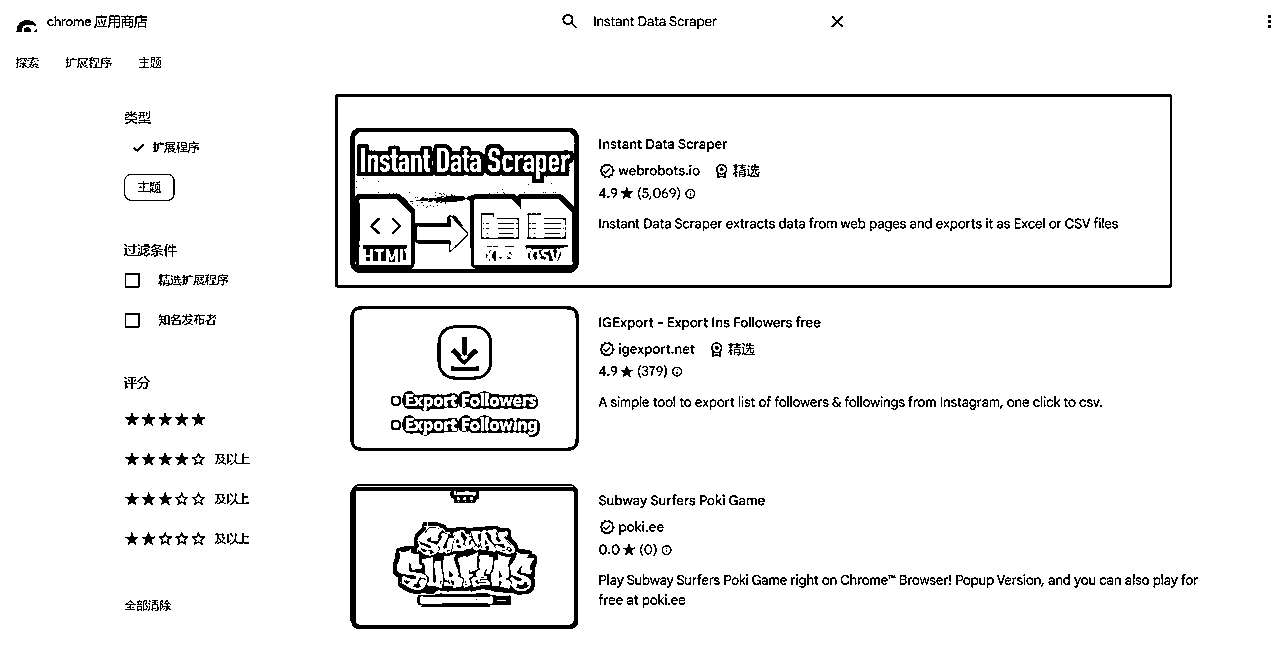 chrome 应用商店
Instant Data Scraper
探索 扩展程序 主题
类型
扩展程序
主题
过滤条件
精选扩展程序
知名发布者
评分
及以上
及以上
及以上
全部清除
Instant Data Scraper
HTML
CSV
Instant Data Scraper
webrobots.io 精选
4.9 ★ (5,069)
Instant Data Scraper extracts data from web pages and exports it as Excel or CSV files
Export Followers
Export Following
IGExport - Export Ins Followers free
igexport.net 精选
4.9 ★ (379)
A simple tool to export list of followers & followings from Instagram, one click to csv.
SUBWAY
SURFERS
Subway Surfers Poki Game
poki.ee
0.0 ★ (0)
Play Subway Surfers Poki Game right on Chrome™ Browser! Popup Version, and you can also play for
free at poki.ee